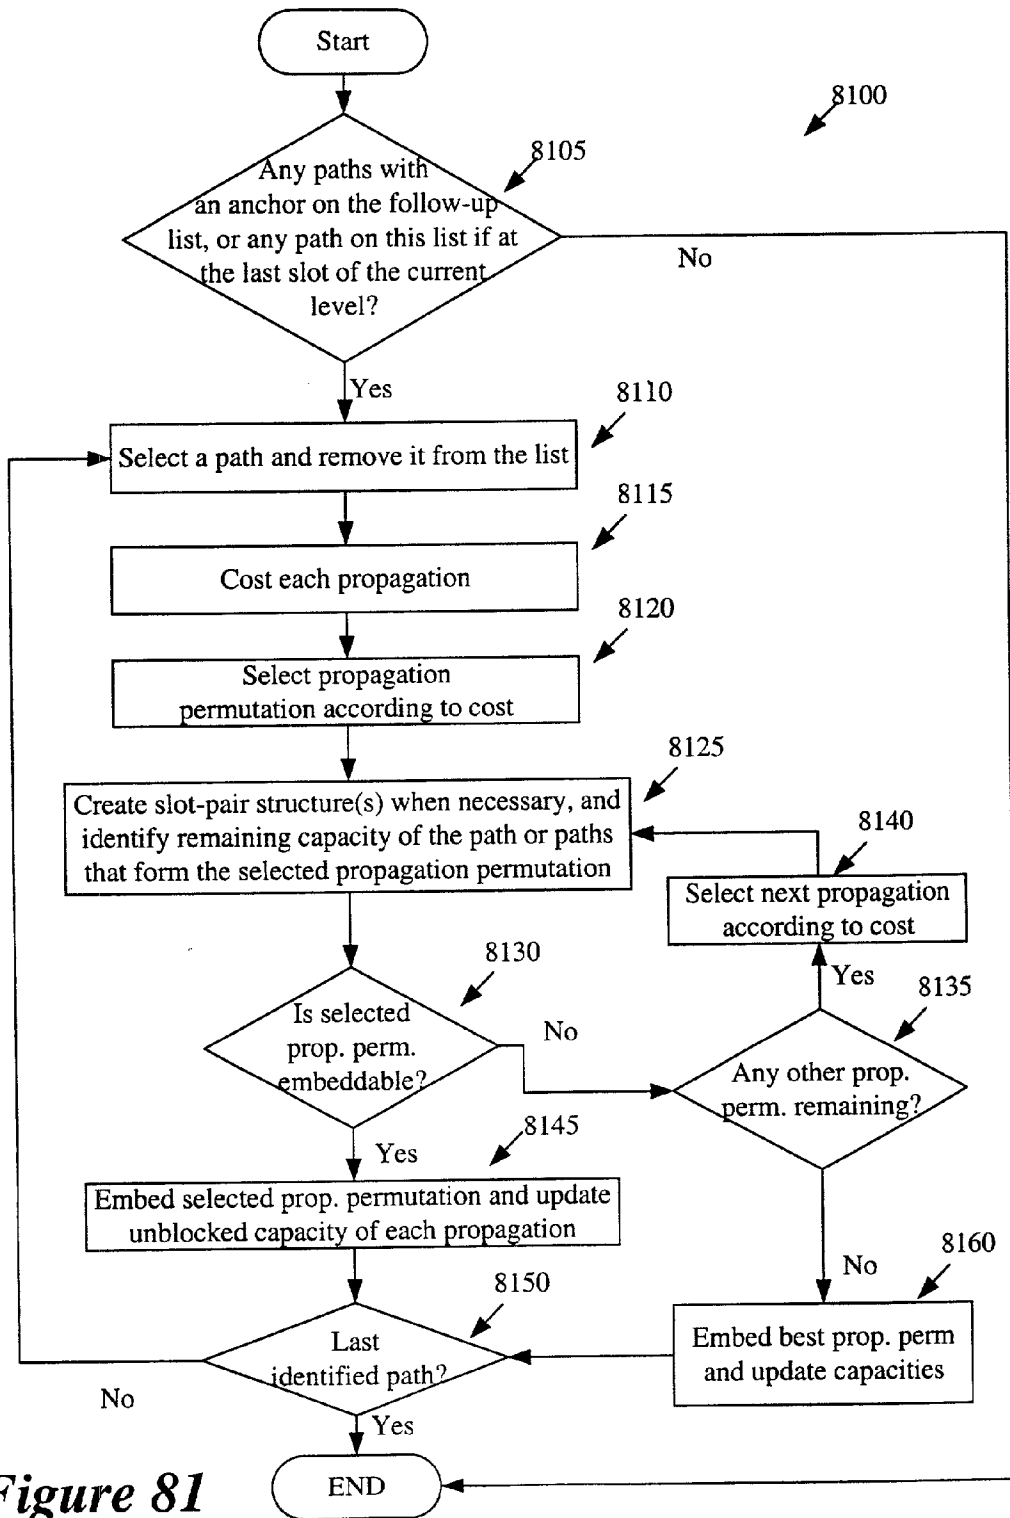 Start
8100
8105
Any paths with
an anchor on the follow-up
list, or any path on this list if at
the last slot of the current
level?
No
Yes
8110
Select a path and remove it from the list
8115
Cost each propagation
8120
Select propagation
permutation according to cost
8125
Create slot-pair structure(s) when necessary, and
identify remaining capacity of the path or paths
that form the selected propagation permutation
8140
Select next propagation
according to cost
Yes
8130
Is selected
prop. perm.
embeddable?
No
8135
Any other prop.
perm. remaining?
8145
Yes
Embed selected prop. permutation and update
unblocked capacity of each propagation
No
8160
Embed best prop. perm
and update capacities
8150
Last
identified path?
No
Yes
END
Figure 81